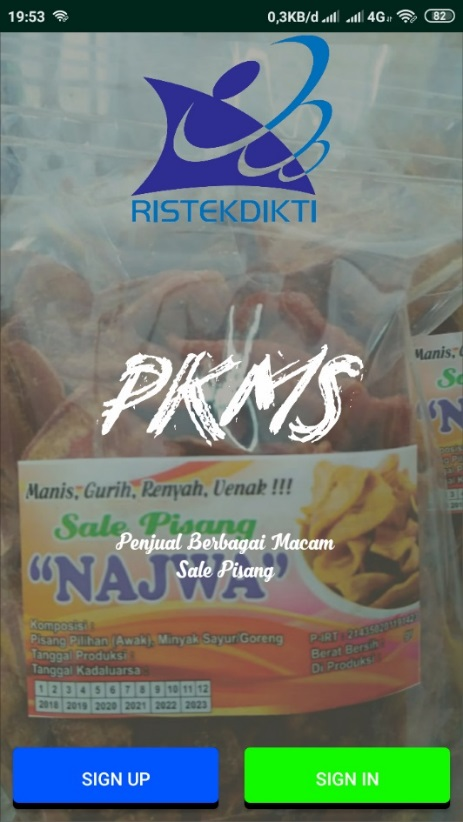 19:53
0,3KB/d
4G
82
RISTEKDIKTI
PKMS
Manis, Gurih, Renyah, Uenak !!!
Sale Pisang
"NAJWA"
Penjual Berbagai Macam
Sale Pisang
Komposisi :
Pisang Pilihan (Awak), Minyak Sayur/Goreng
Tanggal Produksi :
Tanggal Kadaluarsa :
1 2 3 4 5 6 7 8 9 10 11 12
2018 2019 2020 2021 2022 2023
P-IRT :
Berat Bersih :
Di Produksi :
Manis,
SIGN UP
SIGN IN